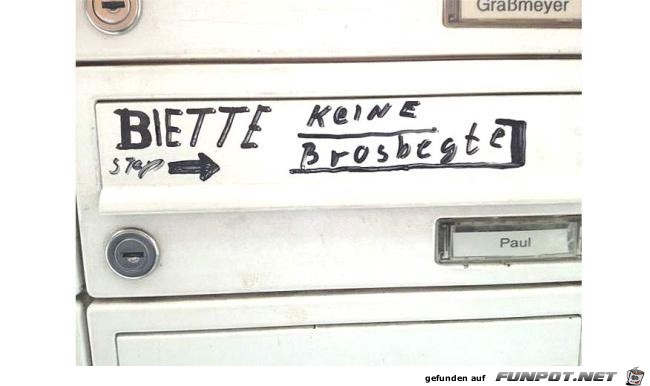 Graßmeyer
BIETTE KeiNE
STOP Brosbegte
Paul
gefunden auf FUNPOT.NET